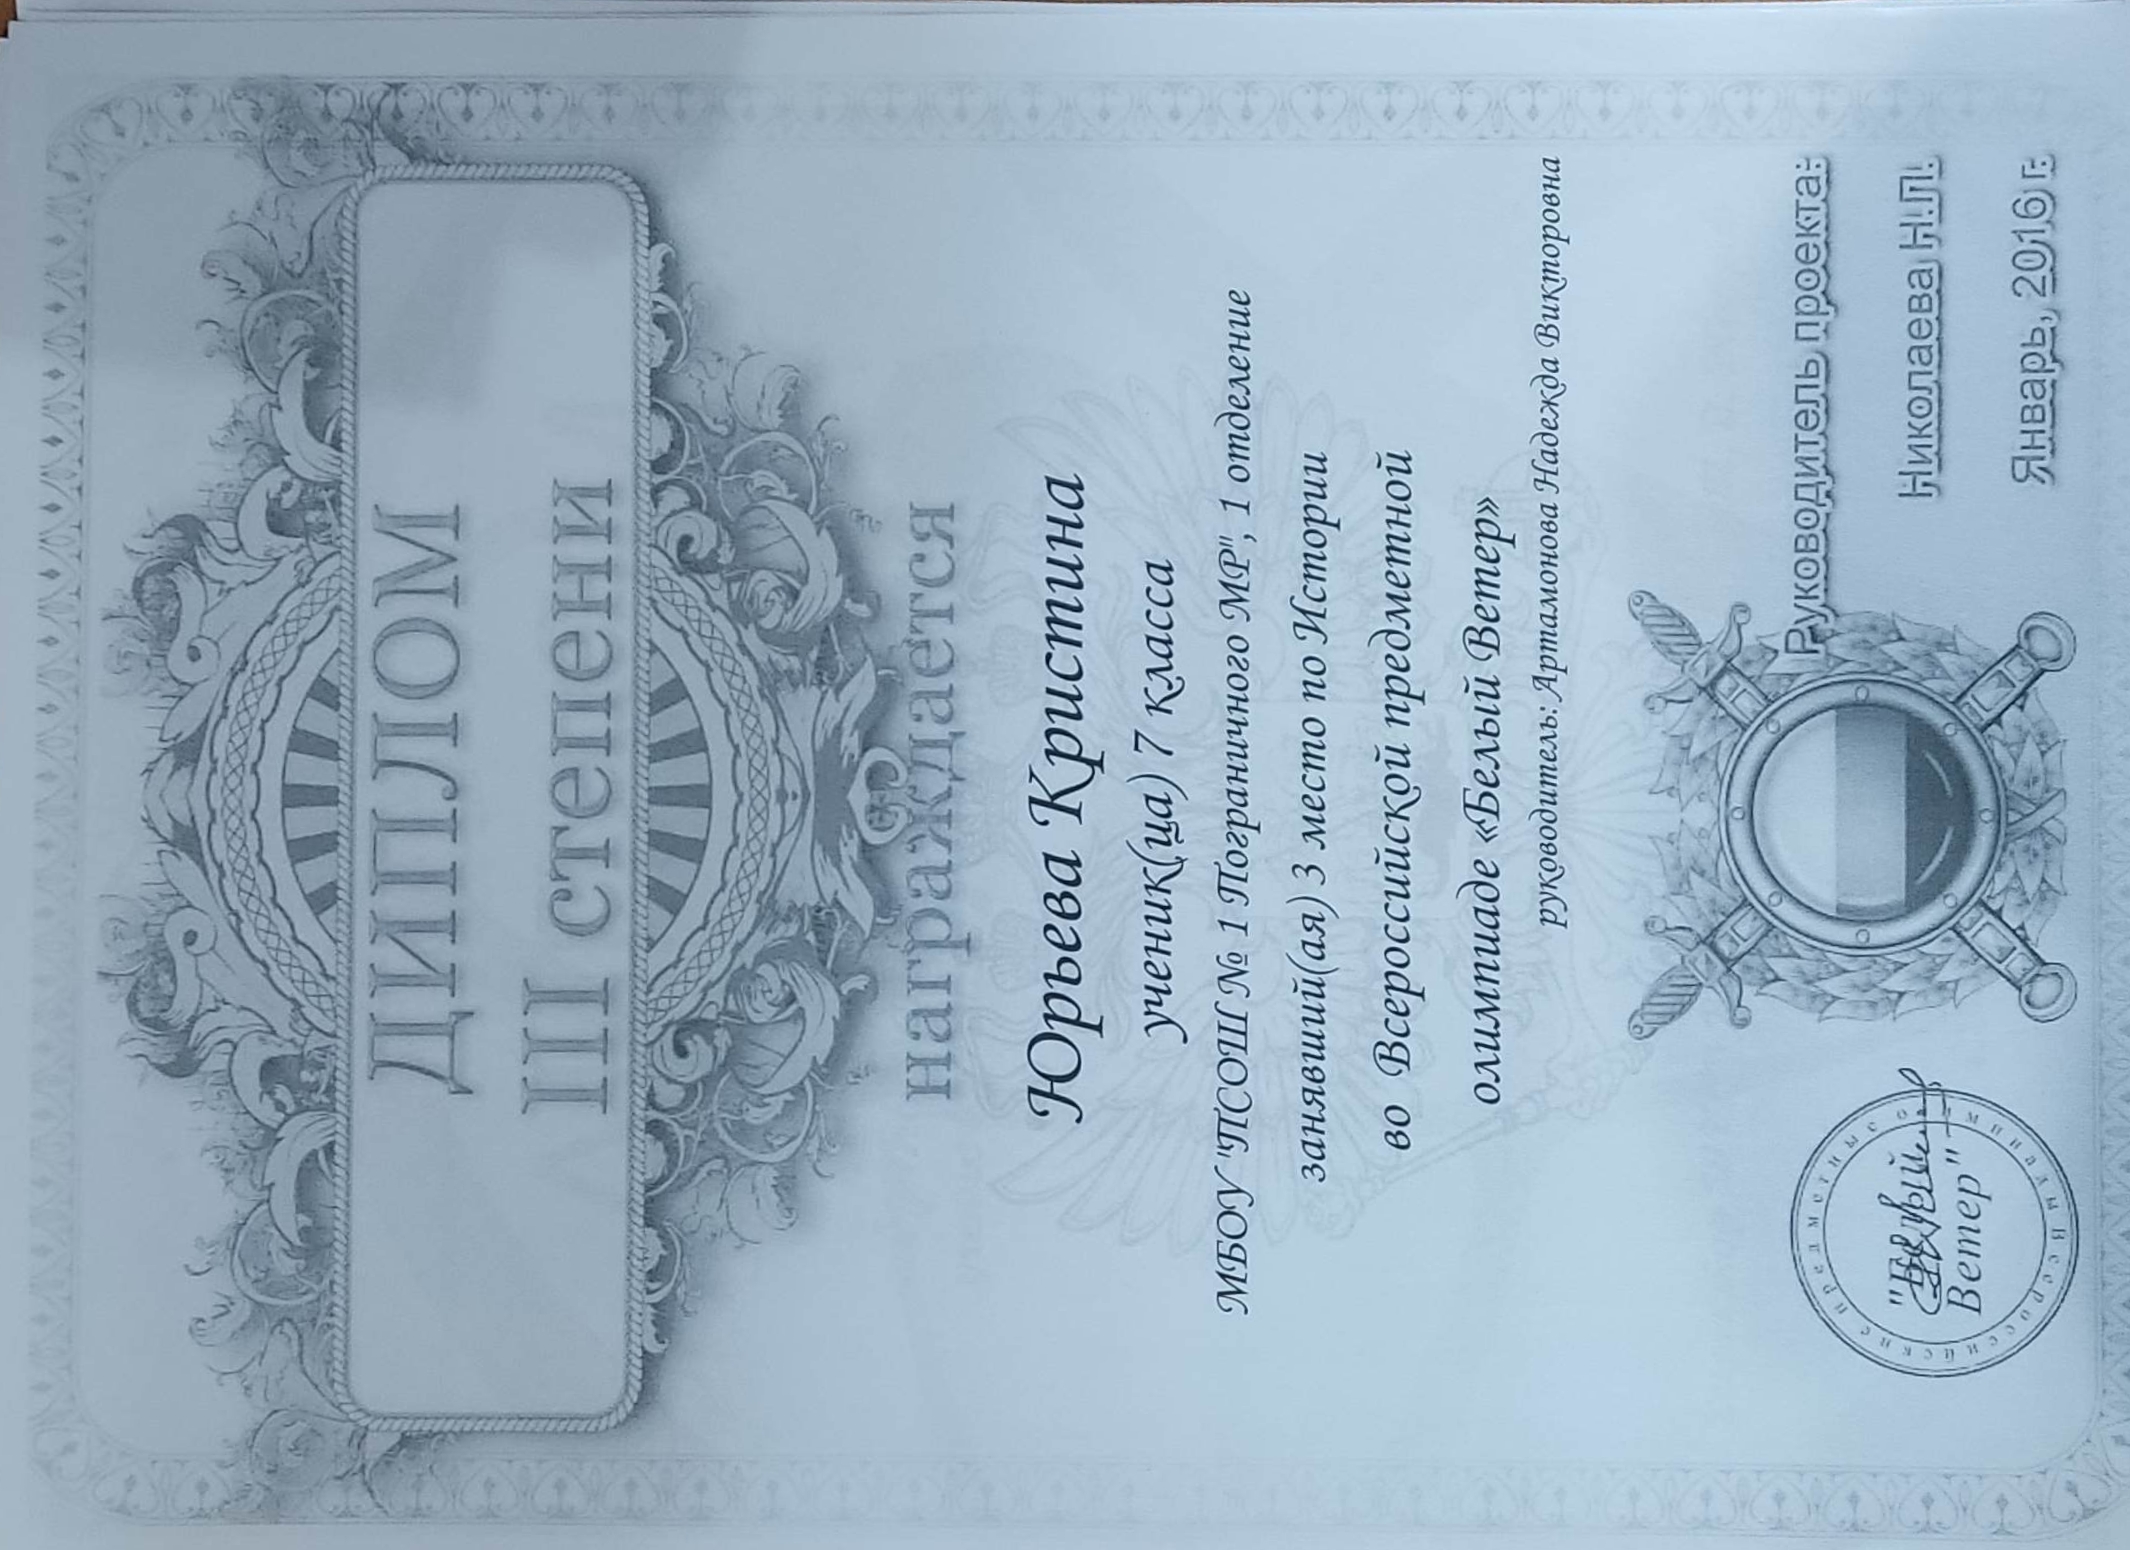 ДИПЛОМ
III степени
награждается
Юрьева Кристина
ученик(ца) 7 класса
МБОУ "ПСОШ № 1 Пограничного МР", 1 отделение
занявший(ая) 3 место по Истории
во Всероссийской предметной
олимпиаде «Белый Ветер»
руководитель: Артамонова Надежда Викторовна
Руководитель проекта:
Николаева Н.П.
Январь, 2016 г.
Всероссийские предметные олимпиады
"Белый
Ветер"